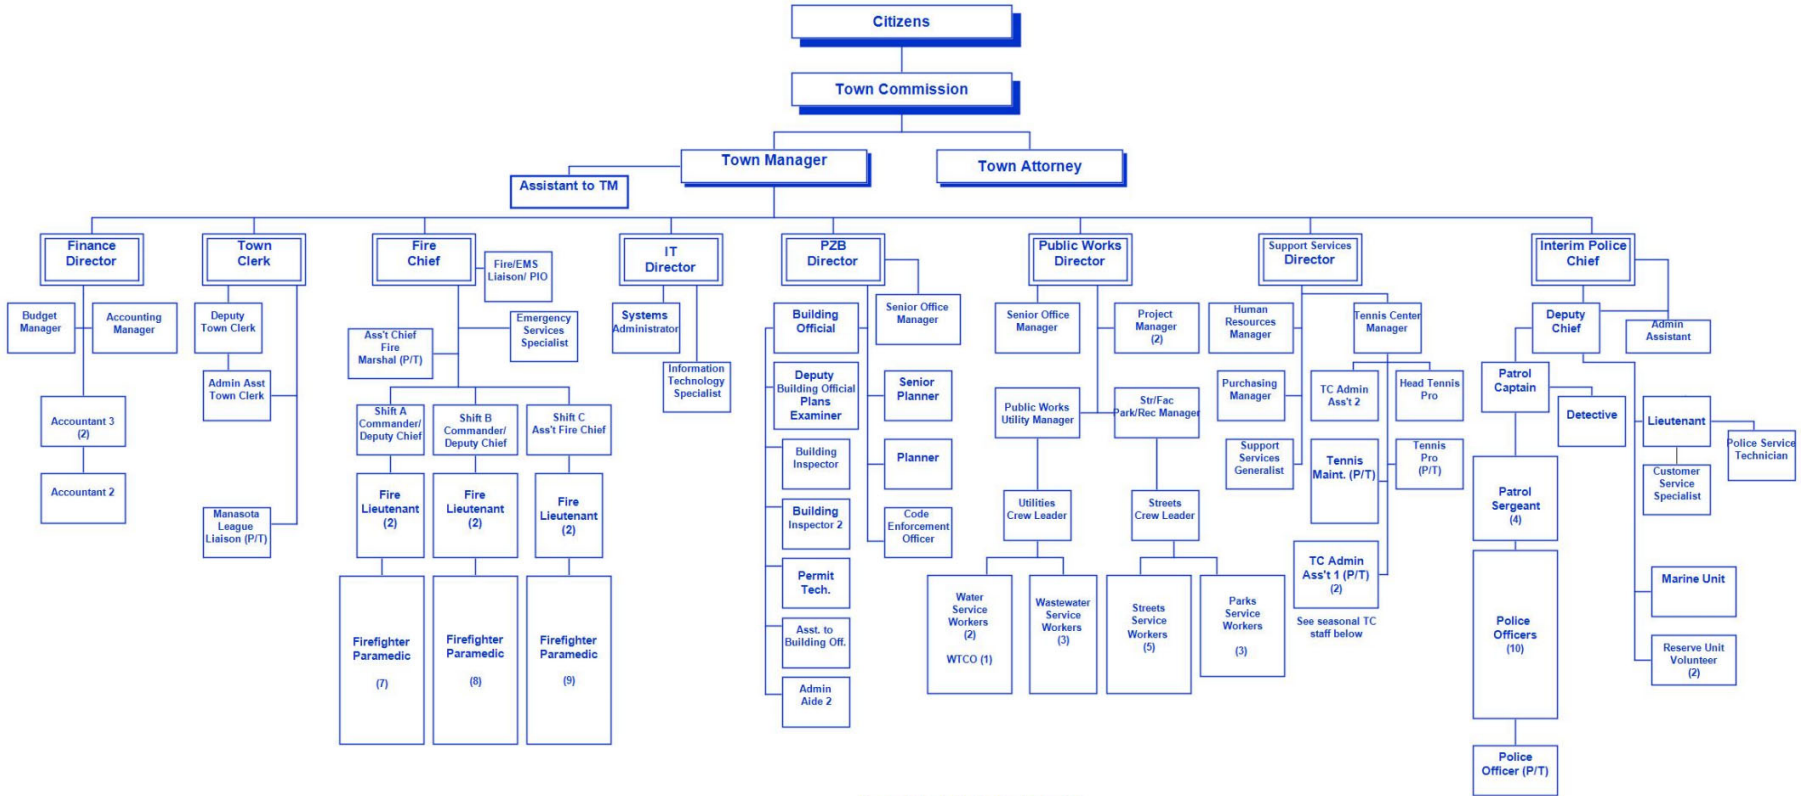 Citizens
Town Commission
Town Manager
Town Attorney
Assistant to TM
Finance
Director
Town
Clerk
Fire
Chief
Fire/EMS
Liaison/ PIO
IT
Director
PZB
Director
Public Works
Director
Support Services
Director
Interim Police
Chief
Budget
Manager
Accounting
Manager
Accountant 3
(2)
Accountant 2
Deputy
Town Clerk
Admin Asst
Town Clerk
Manasota
League
Liaison (P/T)
Emergency
Services
Specialist
Ass't Chief
Fire
Marshal (P/T)
Shift A
Commander/
Deputy Chief
Shift B
Commander/
Deputy Chief
Shift C
Ass't Fire Chief
Fire
Lieutenant
(2)
Fire
Lieutenant
(2)
Fire
Lieutenant
(2)
Firefighter
Paramedic
(7)
Firefighter
Paramedic
(8)
Firefighter
Paramedic
(9)
Systems
Administrator
Information
Technology
Specialist
Senior Office
Manager
Building
Official
Deputy
Building Official
Plans
Examiner
Building
Inspector
Building
Inspector 2
Permit
Tech.
Asst. to
Building Off.
Admin
Aide 2
Senior
Planner
Planner
Code
Enforcement
Officer
Senior Office
Manager
Project
Manager
(2)
Public Works
Utility Manager
Str/Fac
Park/Rec Manager
Utilities
Crew Leader
Streets
Crew Leader
Water
Service
Workers
(2)
WTCO (1)
Wastewater
Service
Workers
(3)
Streets
Service
Workers
(5)
Parks
Service
Workers
(3)
Human
Resources
Manager
Tennis Center
Manager
Purchasing
Manager
TC Admin
Ass't 2
Head Tennis
Pro
Support
Services
Generalist
Tennis
Maint. (P/T)
Tennis
Pro
(P/T)
TC Admin
Ass't 1 (P/T)
(2)
See seasonal TC
staff below
Deputy
Chief
Admin
Assistant
Patrol
Captain
Detective
Lieutenant
Police Service
Technician
Customer
Service
Specialist
Patrol
Sergeant
(4)
Police
Officers
(10)
Marine Unit
Reserve Unit
Volunteer
(2)
Police
Officer (P/T)